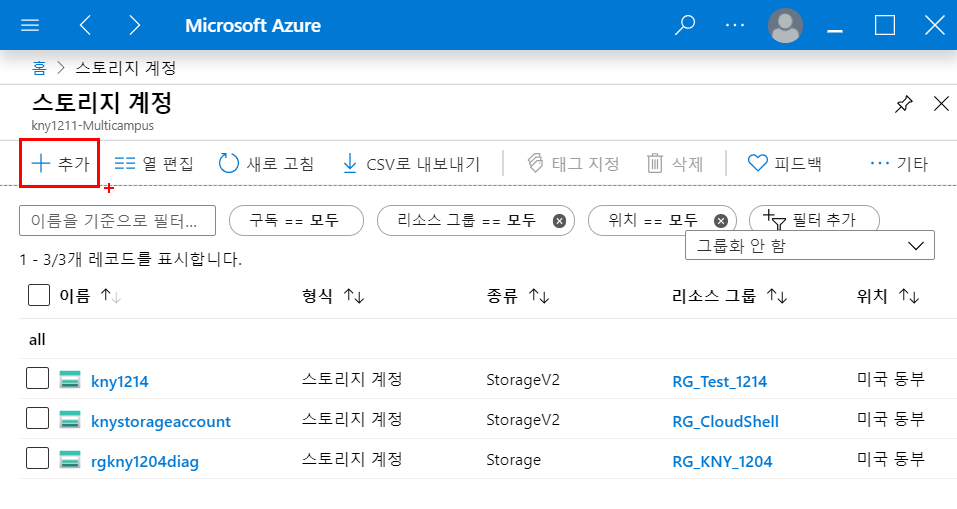 Microsoft Azure
홈 > 스토리지 계정
스토리지 계정
kny1211-Multicampus
추가 열 편집 새로 고침 CSV로 내보내기 태그 지정 삭제 피드백 기타
이름을 기준으로 필터... 구독 == 모두 리소스 그룹 == 모두 위치 == 모두 필터 추가
그룹화 안 함
1 - 3/3개 레코드를 표시합니다.
이름 형식 종류 리소스 그룹 위치
all
kny1214 스토리지 계정 StorageV2 RG_Test_1214 미국 동부
knystorageaccount 스토리지 계정 StorageV2 RG_CloudShell 미국 동부
rgkny1204diag 스토리지 계정 Storage RG_KNY_1204 미국 동부